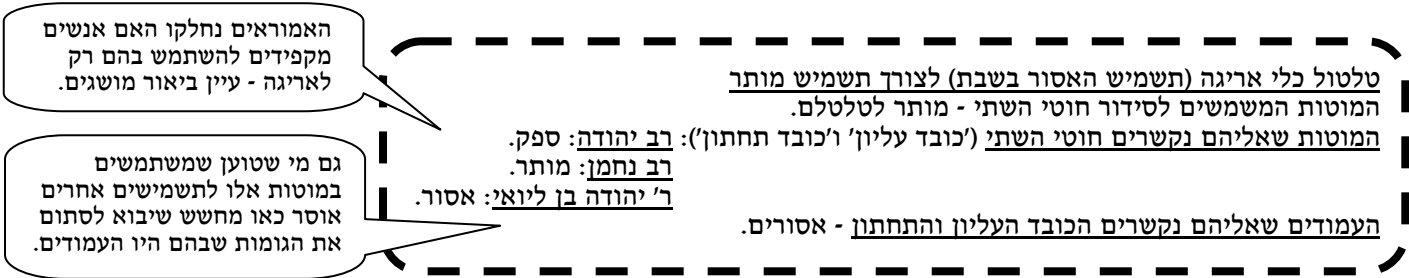 האמוראים נחלקו האם אנשים
מקפידים להשתמש בהם רק
לאריגה - עיין ביאור מושגים.
טלטול כלי אריגה (תשמיש האסור בשבת) לצורך תשמיש מותר
המוטות המשמשים לסידור חוטי השתי - מותר לטלטלם.
המוטות שאליהם נקשרים חוטי השתי ('כובד עליון' ו'כובד תחתון'): רב יהודה: ספק.
רב נחמן: מותר.
ר' יהודה בן ליואי: אסור.
העמודים שאליהם נקשרים הכובד העליון והתחתון - אסורים.
גם מי שטוען שמשתמשים
במוטות אלו לתשמישים אחרים
אוסר כאו מחשש שיבוא לסתום
את הגומות שבהם היו העמודים.